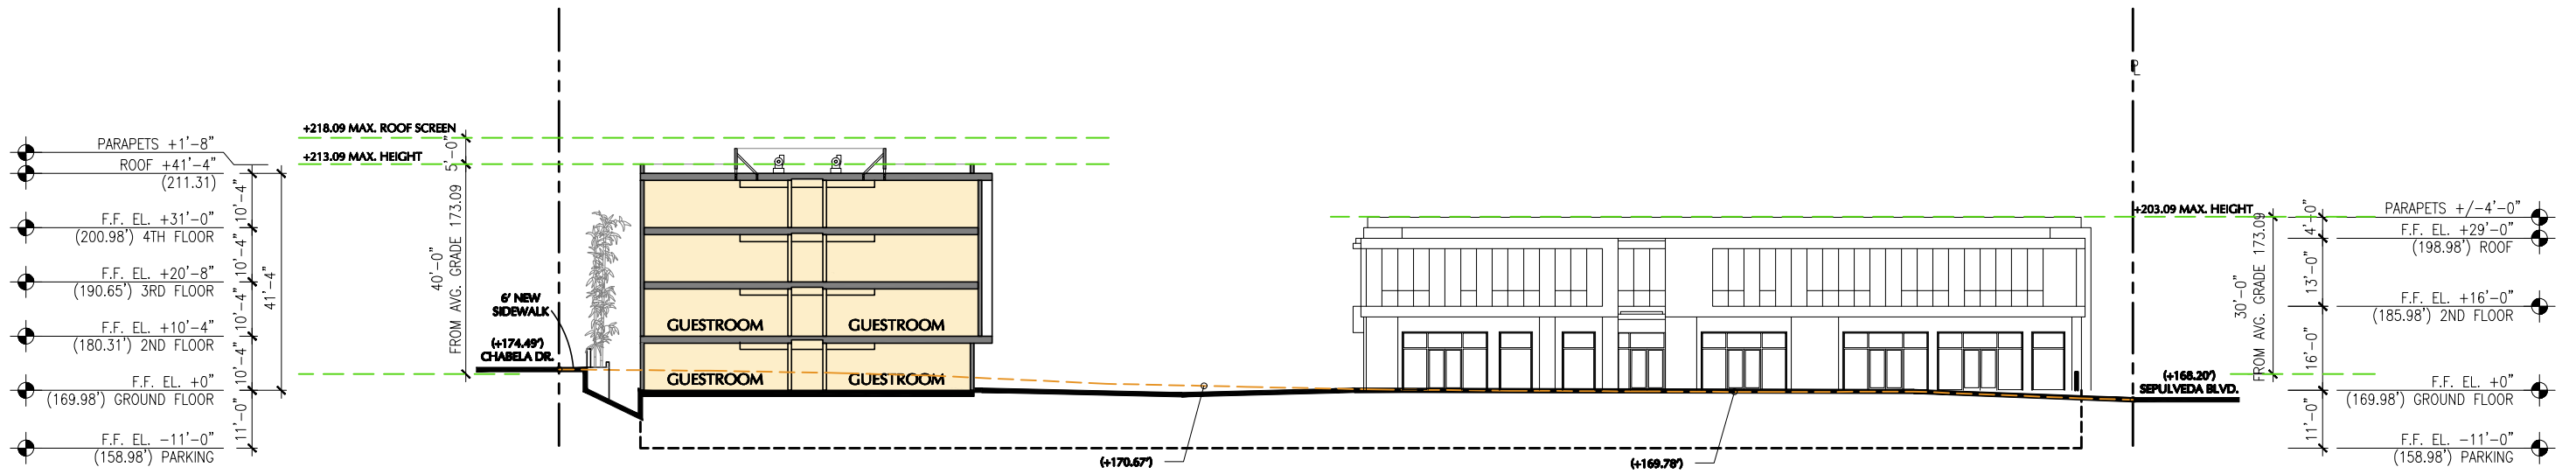 PARAPETS +1'-8"
ROOF +41'-4"
(211.31)
F.F. EL. +31'-0"
(200.98') 4TH FLOOR
F.F. EL. +20'-8"
(190.65') 3RD FLOOR
F.F. EL. +10'-4"
(180.31') 2ND FLOOR
F.F. EL. +0"
(169.98') GROUND FLOOR
F.F. EL. -11'-0"
(158.98') PARKING
10'-4"
10'-4"
10'-4"
10'-4"
11'-0"
41'-4"
+218.09 MAX. ROOF SCREEN
+213.09 MAX. HEIGHT
5'-0"
40'-0"
FROM AVG. GRADE 173.09
6' NEW
SIDEWALK
(+174.49')
CHABELA DR.
GUESTROOM
GUESTROOM
GUESTROOM
GUESTROOM
(+170.67')
(+169.78')
PL
+203.09 MAX. HEIGHT
30'-0"
FROM AVG. GRADE 173.09
(+168.20')
SEPULVEDA BLVD.
4'-0"
13'-0"
16'-0"
11'-0"
PARAPETS +/-4'-0"
F.F. EL. +29'-0"
(198.98') ROOF
F.F. EL. +16'-0"
(185.98') 2ND FLOOR
F.F. EL. +0"
(169.98') GROUND FLOOR
F.F. EL. -11'-0"
(158.98') PARKING